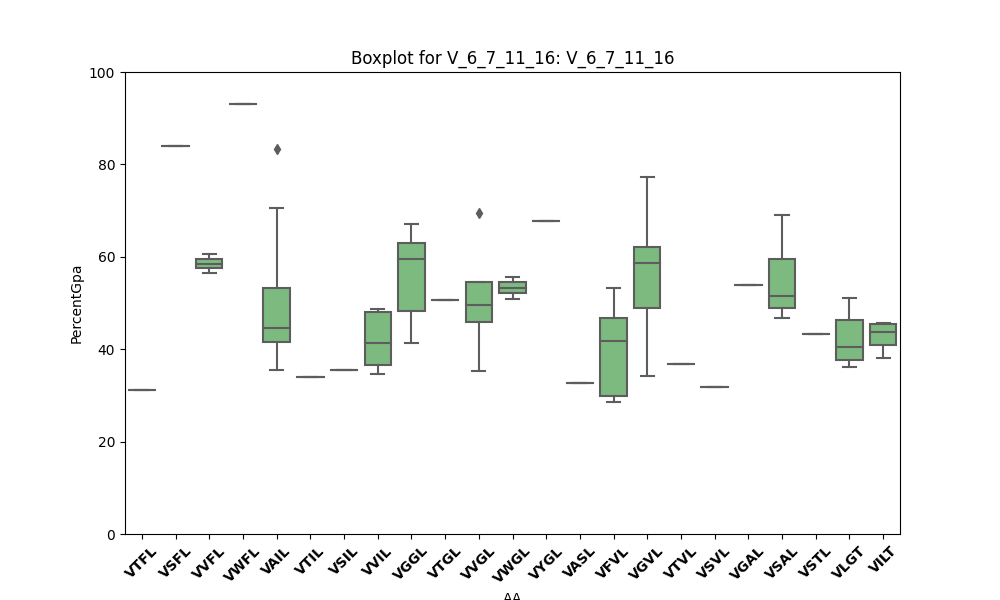 Boxplot for V_6_7_11_16: V_6_7_11_16
100
80
60
40
20
0
PercentGpa
VTFL
VSFL
VVFL
VWFL
VAIL
VTIL
VSIL
VVIL
VGGL
VTGL
VVGL
VWGL
VYGL
VASL
VFVL
VGVL
VTVL
VSVL
VGAL
VSAL
VSTL
VLGT
VILT
AA